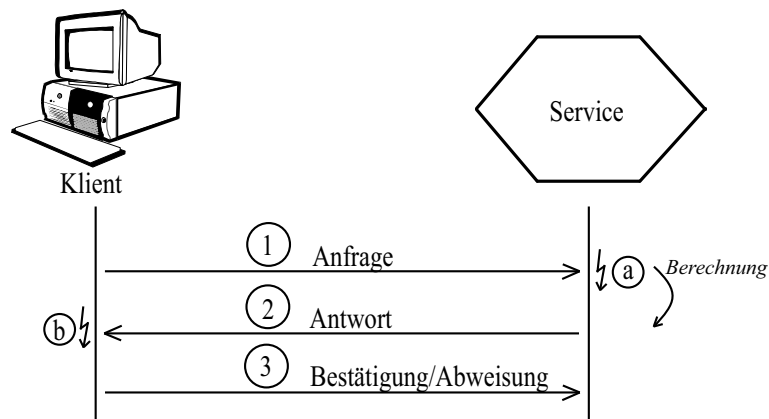 Service
Klient
1 Anfrage
a Berechnung
2 Antwort
b
3 Bestätigung/Abweisung